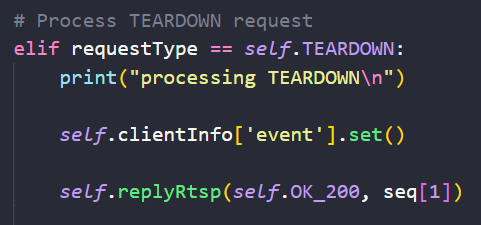 # Process TEARDOWN request
elif requestType == self.TEARDOWN:
print("processing TEARDOWN\n")
self.clientInfo['event'].set()
self.replyRtsp(self.OK_200, seq[1])